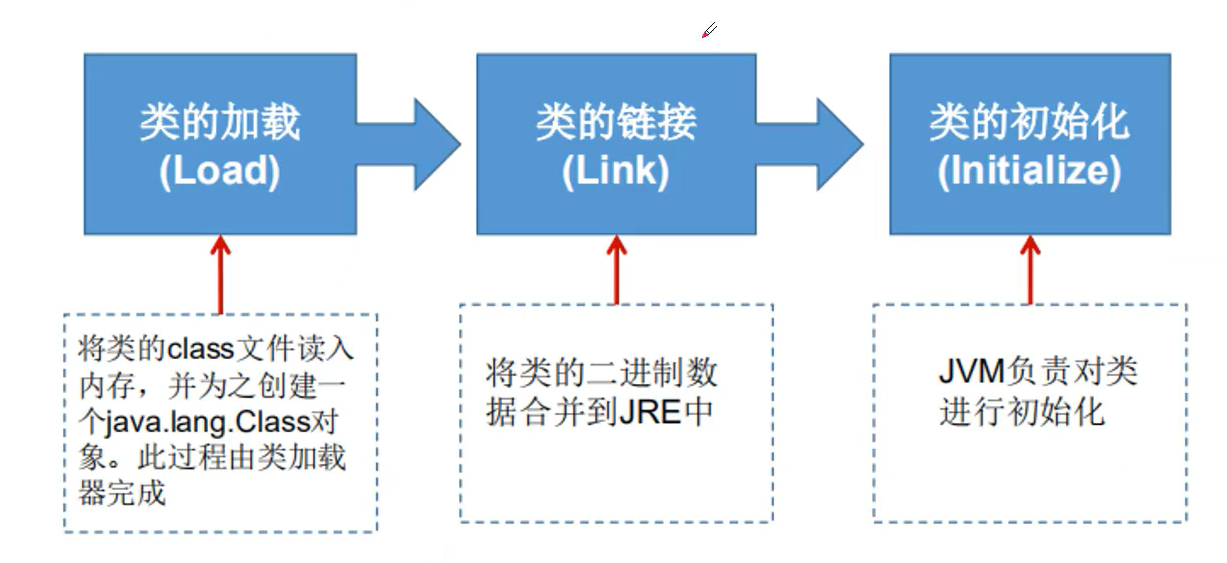 类的加载
(Load)
类的链接
(Link)
类的初始化
(Initialize)
将类的class文件读入
内存，并为之创建一
个java.lang.Class对
象。此过程由类加载
器完成
将类的二进制数
据合并到JRE中
JVM负责对类
进行初始化